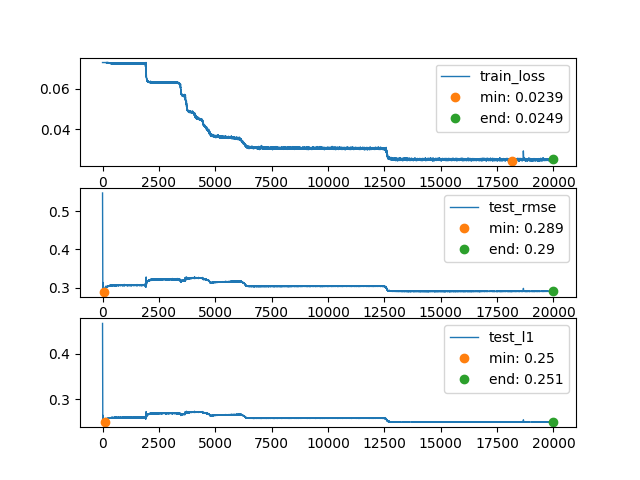 train_loss
min: 0.0239
end: 0.0249
0.06
0.04
0 2500 5000 7500 10000 12500 15000 17500 20000
test_rmse
min: 0.289
end: 0.29
0.5
0.4
0.3
0 2500 5000 7500 10000 12500 15000 17500 20000
test_l1
min: 0.25
end: 0.251
0.4
0.3
0 2500 5000 7500 10000 12500 15000 17500 20000